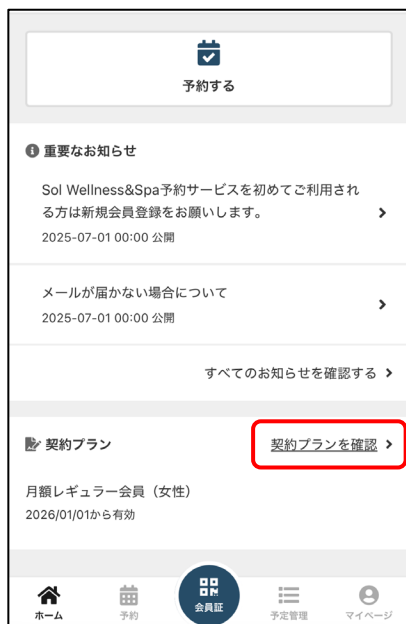 予約する
重要なお知らせ
Sol Wellness&Spa予約サービスを初めてご利用され
る方は新規会員登録をお願いします。
2025-07-01 00:00 公開
メールが届かない場合について
2025-07-01 00:00 公開
すべてのお知らせを確認する
契約プラン
契約プランを確認
月額レギュラー会員（女性）
2026/01/01から有効
ホーム
予約
会員証
予定管理
マイページ